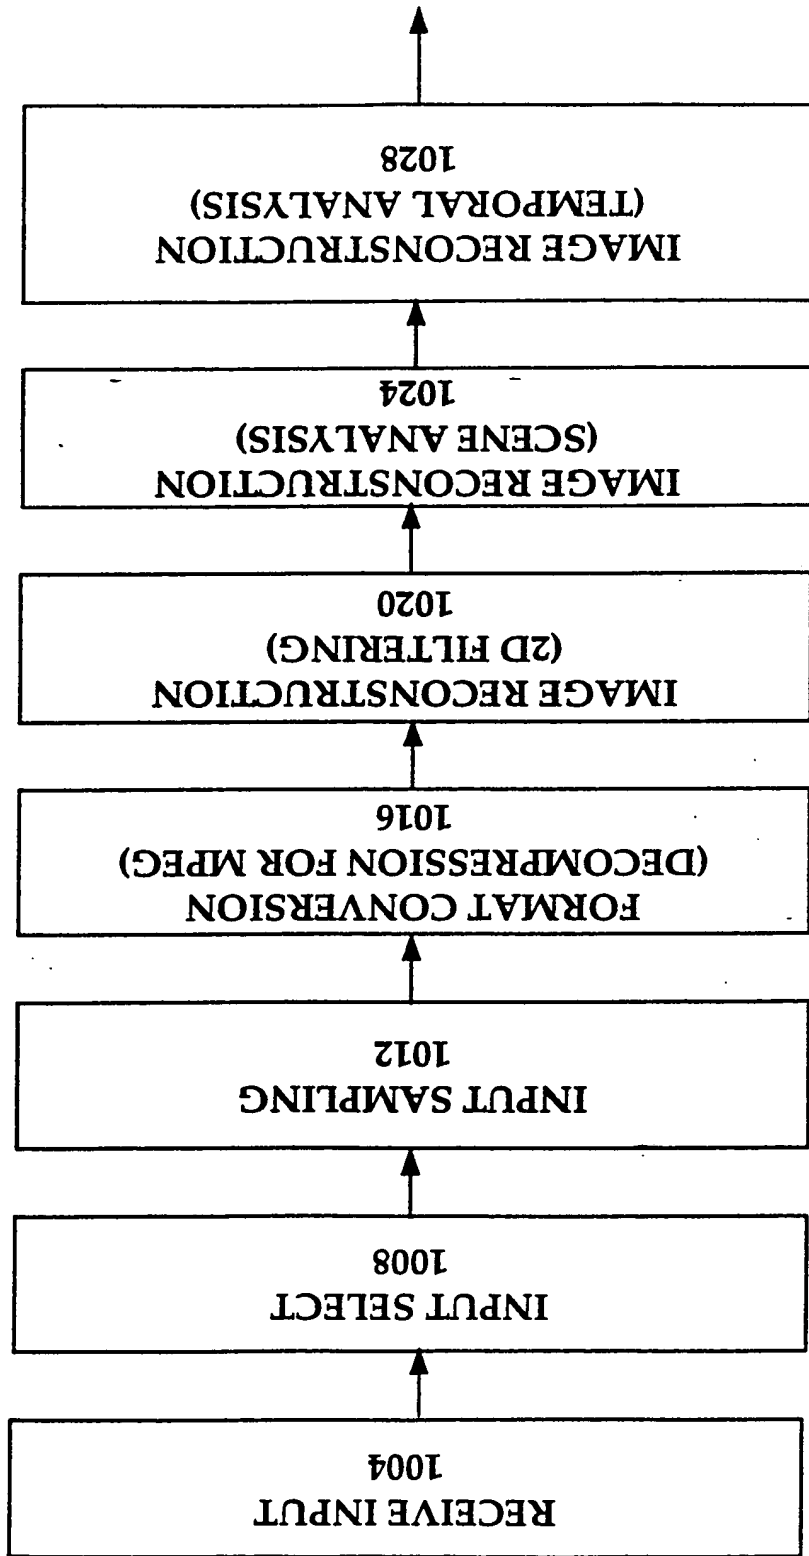 RECEIVE INPUT
1004
INPUT SELECT
1008
INPUT SAMPLING
1012
FORMAT CONVERSION
(DECOMPRESSION FOR MPEG)
1016
IMAGE RECONSTRUCTION
(2D FILTERING)
1020
IMAGE RECONSTRUCTION
(SCENE ANALYSIS)
1024
IMAGE RECONSTRUCTION
(TEMPORAL ANALYSIS)
1028